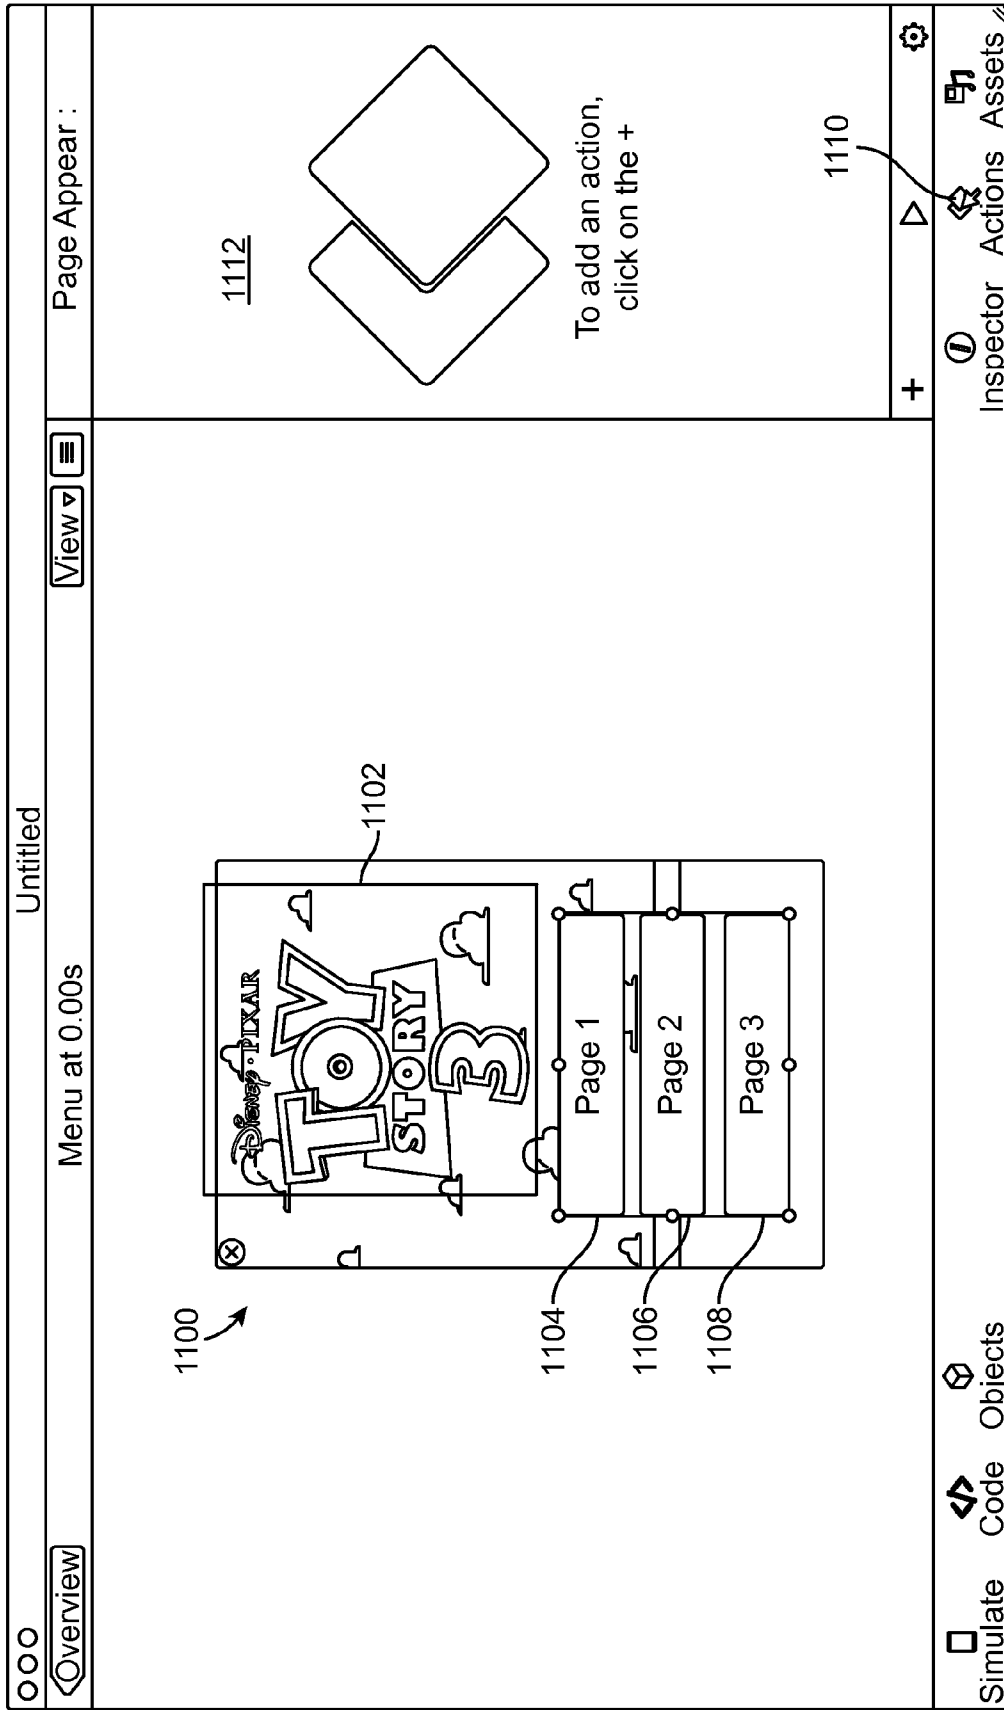 Untitled
Overview
Menu at 0.00s
View
Page Appear :
1100
1102
DISNEY · PIXAR
TOY
STORY
3
1104
Page 1
1106
Page 2
1108
Page 3
1112
To add an action,
click on the +
+
1110
Simulate
Code
Objects
Inspector
Actions
Assets